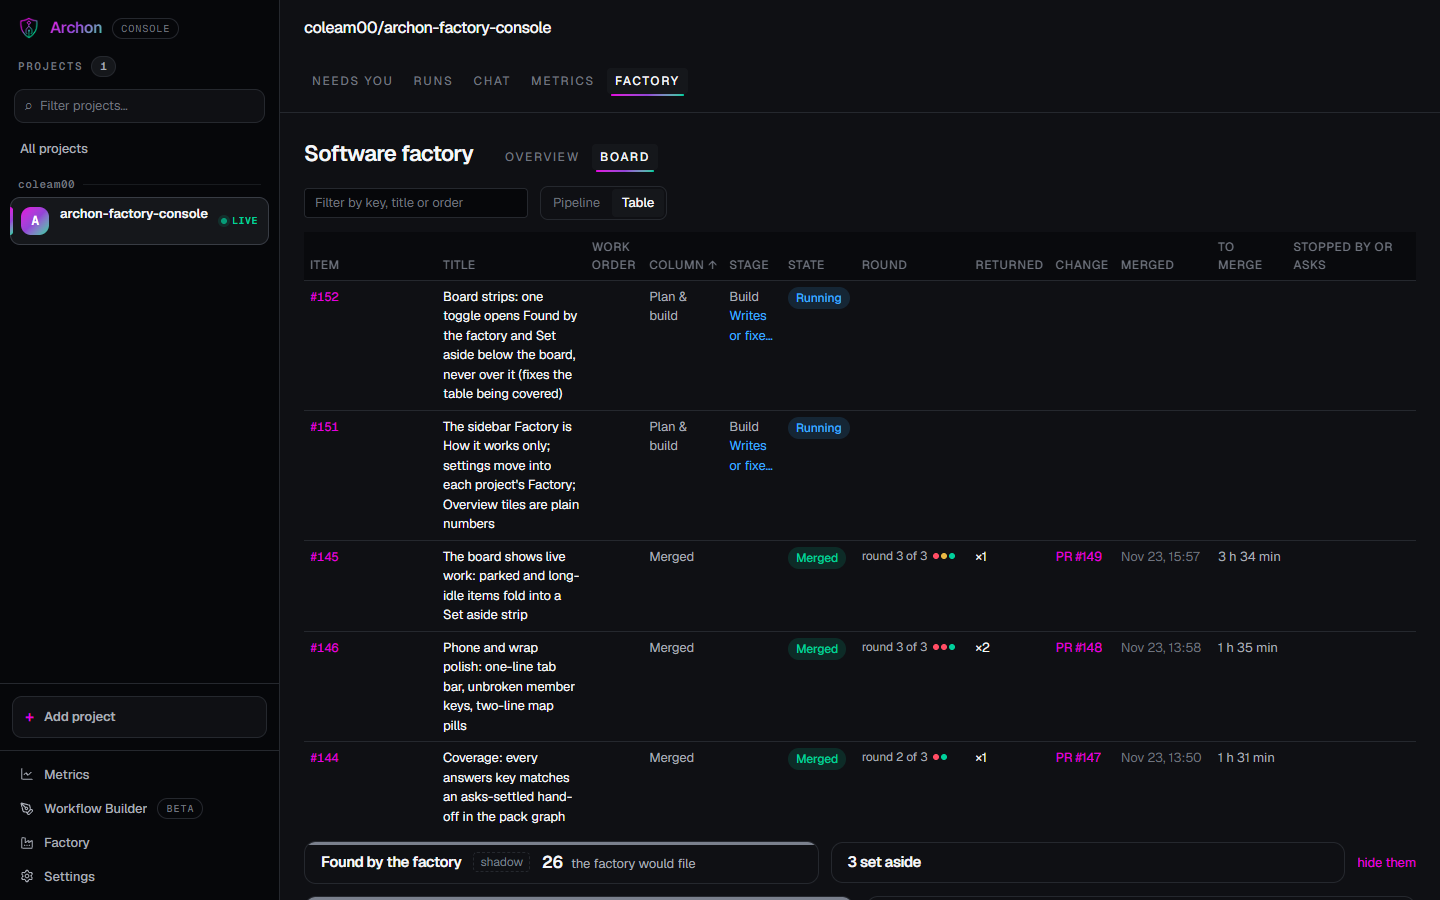 Archon CONSOLE
PROJECTS 1
Filter projects...
All projects
coleam00
A archon-factory-console LIVE
+ Add project
Metrics
Workflow Builder BETA
Factory
Settings
coleam00/archon-factory-console
NEEDS YOU RUNS CHAT METRICS FACTORY
Software factory OVERVIEW BOARD
Filter by key, title or order Pipeline Table
ITEM TITLE WORK ORDER COLUMN ↑ STAGE STATE ROUND RETURNED CHANGE MERGED TO MERGE STOPPED BY OR ASKS
#152 Board strips: one Plan & Build Running
toggle opens Found by build Writes
the factory and Set or fixe…
aside below the board,
never over it (fixes the
table being covered)
#151 The sidebar Factory is Plan & Build Running
How it works only; build Writes
settings move into or fixe…
each project's Factory;
Overview tiles are plain
numbers
#145 The board shows live Merged Merged round 3 of 3 ×1 PR #149 Nov 23, 15:57 3 h 34 min
work: parked and long-
idle items fold into a
Set aside strip
#146 Phone and wrap Merged Merged round 3 of 3 ×2 PR #148 Nov 23, 13:58 1 h 35 min
polish: one-line tab
bar, unbroken member
keys, two-line map
pills
#144 Coverage: every Merged Merged round 2 of 3 ×1 PR #147 Nov 23, 13:50 1 h 31 min
answers key matches
an asks-settled hand-
off in the pack graph
Found by the factory shadow 26 the factory would file
3 set aside hide them